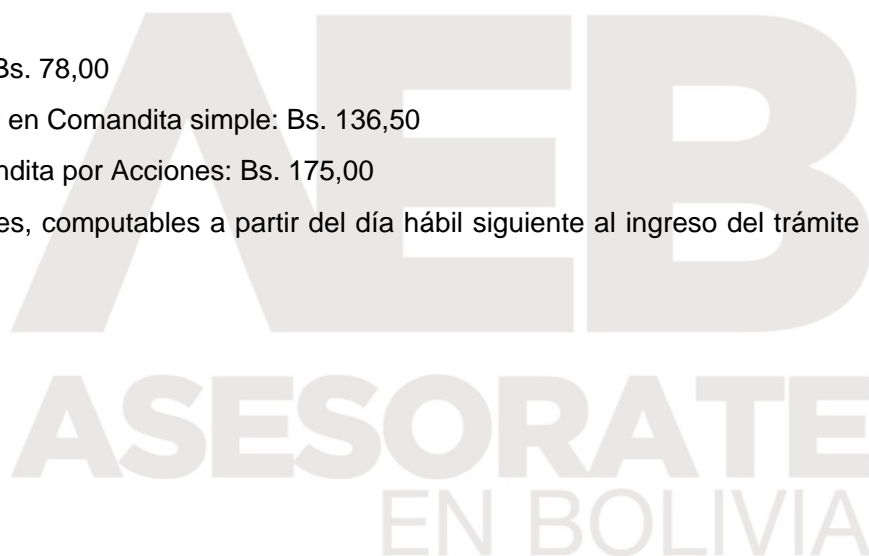 Bs. 78,00
en Comandita simple: Bs. 136,50
ndita por Acciones: Bs. 175,00
es, computables a partir del día hábil siguiente al ingreso del trámite
AEB
ASESORATE
EN BOLIVIA